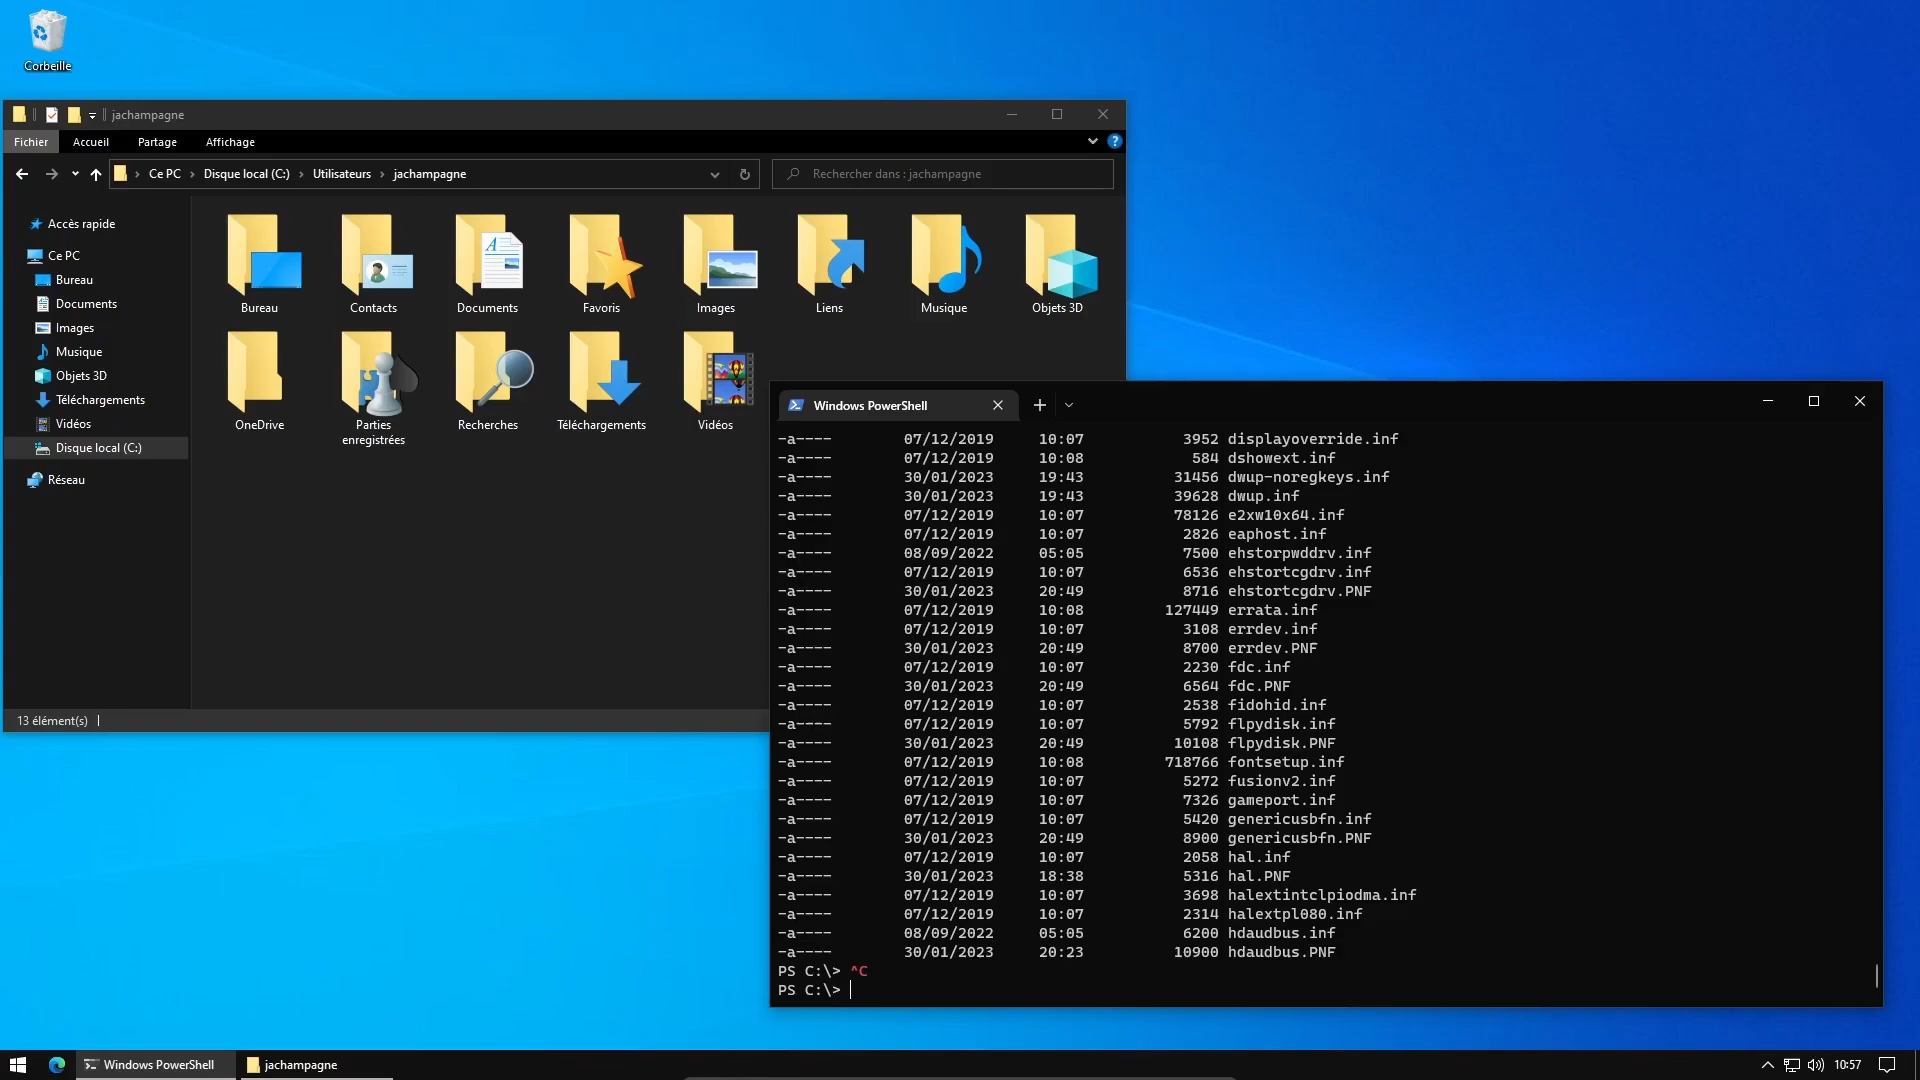 Corbeille
jachampagne
Fichier Accueil Partage Affichage
Ce PC Disque local (C:) Utilisateurs jachampagne
Rechercher dans : jachampagne
Accès rapide
Ce PC
Bureau
Documents
Images
Musique
Objets 3D
Téléchargements
Vidéos
Disque local (C:)
Réseau
Bureau Contacts Documents Favoris Images Liens Musique Objets 3D
OneDrive Parties enregistrées Recherches Téléchargements Vidéos
13 élément(s)
Windows PowerShell
-a---- 07/12/2019 10:07 3952 displayoverride.inf
-a---- 07/12/2019 10:08 584 dshowext.inf
-a---- 30/01/2023 19:43 31456 dwup-noregkeys.inf
-a---- 30/01/2023 19:43 39628 dwup.inf
-a---- 07/12/2019 10:07 78126 e2xw10x64.inf
-a---- 07/12/2019 10:07 2826 eaphost.inf
-a---- 08/09/2022 05:05 7500 ehstorpwddrv.inf
-a---- 07/12/2019 10:07 6536 ehstortcgdrv.inf
-a---- 30/01/2023 20:49 8716 ehstortcgdrv.PNF
-a---- 07/12/2019 10:08 127449 errata.inf
-a---- 07/12/2019 10:07 3108 errdev.inf
-a---- 30/01/2023 20:49 8700 errdev.PNF
-a---- 07/12/2019 10:07 2230 fdc.inf
-a---- 30/01/2023 20:49 6564 fdc.PNF
-a---- 07/12/2019 10:07 2538 fidohid.inf
-a---- 07/12/2019 10:07 5792 flpydisk.inf
-a---- 30/01/2023 20:49 10108 flpydisk.PNF
-a---- 07/12/2019 10:08 718766 fontsetup.inf
-a---- 07/12/2019 10:07 5272 fusionv2.inf
-a---- 07/12/2019 10:07 7326 gameport.inf
-a---- 07/12/2019 10:07 5420 genericusbfn.inf
-a---- 30/01/2023 20:49 8900 genericusbfn.PNF
-a---- 07/12/2019 10:07 2058 hal.inf
-a---- 30/01/2023 18:38 5316 hal.PNF
-a---- 07/12/2019 10:07 3698 halextintclpiodma.inf
-a---- 07/12/2019 10:07 2314 halextpl080.inf
-a---- 08/09/2022 05:05 6200 hdaudbus.inf
-a---- 30/01/2023 20:23 10900 hdaudbus.PNF
PS C:\> ^C
PS C:\>
Windows PowerShell jachampagne 10:57